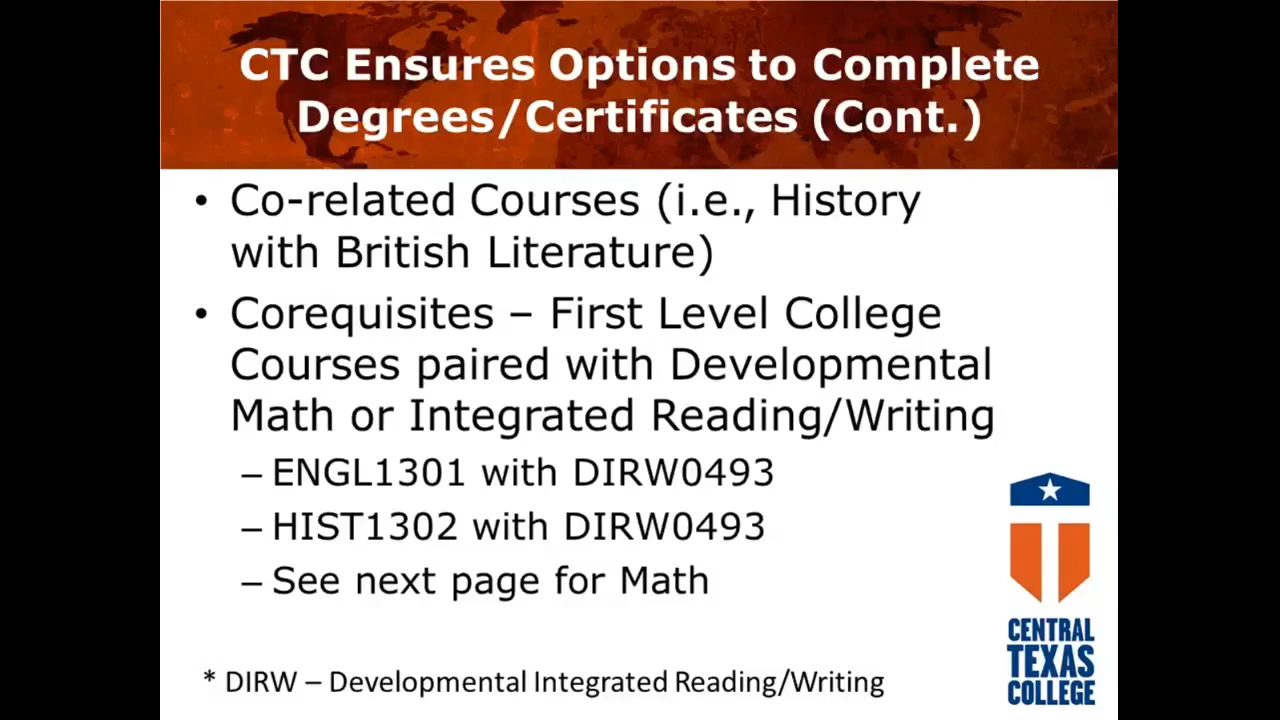 CTC Ensures Options to Complete
Degrees/Certificates (Cont.)
• Co-related Courses (i.e., History
with British Literature)
• Corequisites – First Level College
Courses paired with Developmental
Math or Integrated Reading/Writing
– ENGL1301 with DIRW0493
– HIST1302 with DIRW0493
– See next page for Math
* DIRW – Developmental Integrated Reading/Writing
CENTRAL
TEXAS
COLLEGE